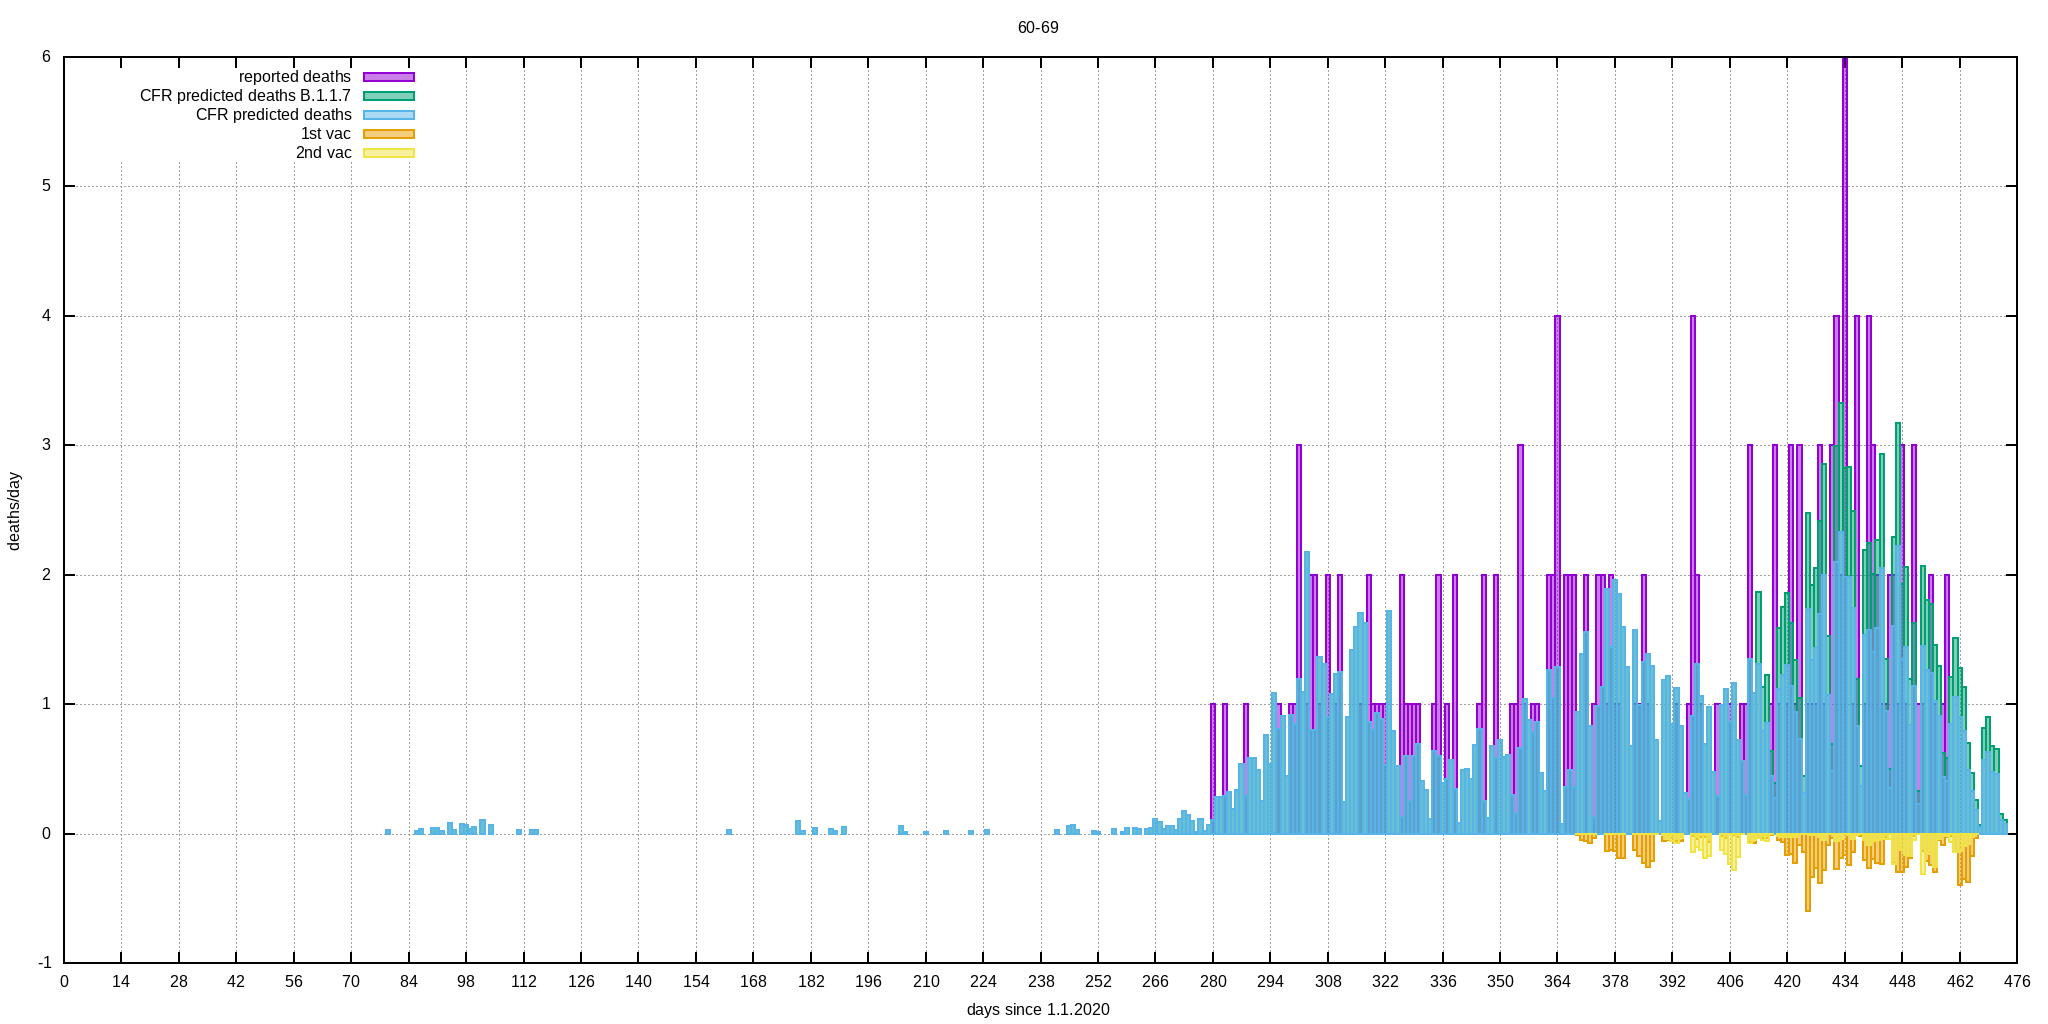 60-69
reported deaths
CFR predicted deaths B.1.1.7
CFR predicted deaths
1st vac
2nd vac
6
5
4
3
2
1
0
-1
deaths/day
0 14 28 42 56 70 84 98 112 126 140 154 168 182 196 210 224 238 252 266 280 294 308 322 336 350 364 378 392 406 420 434 448 462 476
days since 1.1.2020